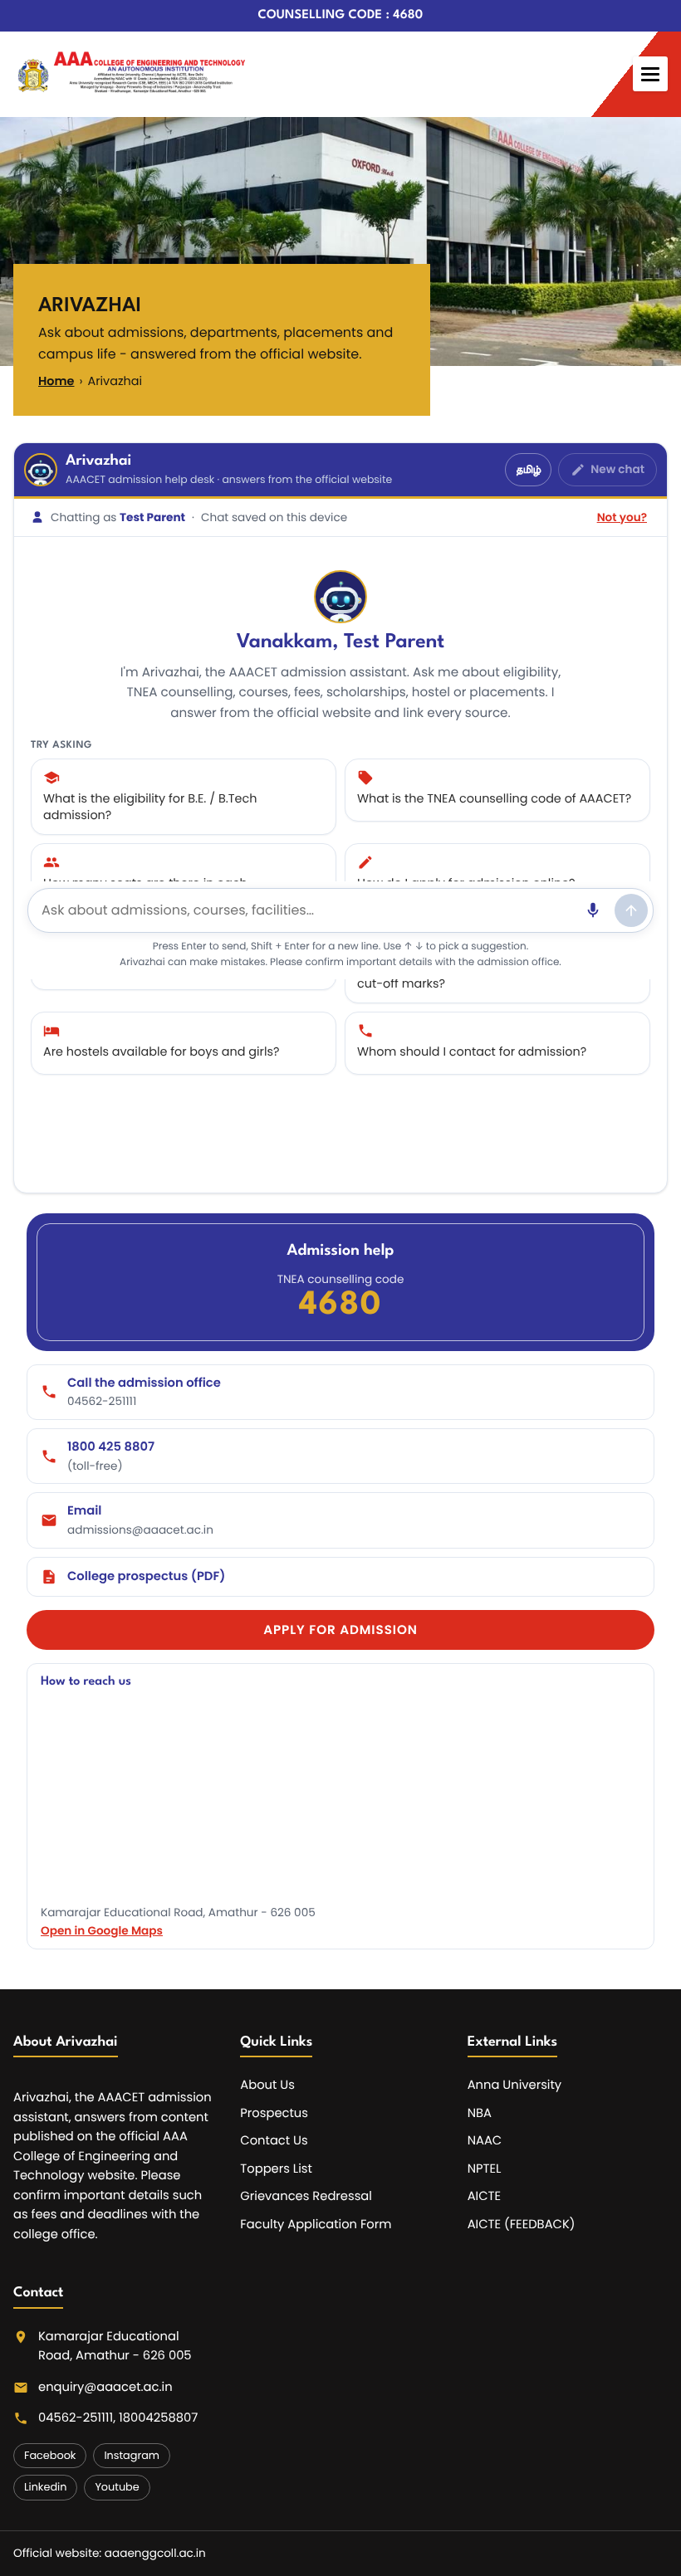 COUNSELLING CODE : 4680
AAA COLLEGE OF ENGINEERING AND TECHNOLOGY
AN AUTONOMOUS INSTITUTION
OXFORD
AAA COLLEGE OF ENGINEERING
ARIVAZHAI
Ask about admissions, departments, placements and
campus life - answered from the official website.
Home › Arivazhai
Arivazhai
AAACET admission help desk · answers from the official website
தமிழ்
New chat
Chatting as Test Parent · Chat saved on this device
Not you?
Vanakkam, Test Parent
I'm Arivazhai, the AAACET admission assistant. Ask me about eligibility,
TNEA counselling, courses, fees, scholarships, hostel or placements. I
answer from the official website and link every source.
TRY ASKING
What is the eligibility for B.E. / B.Tech
admission?
What is the TNEA counselling code of AAACET?
Ask about admissions, courses, facilities...
Press Enter to send, Shift + Enter for a new line. Use ↑ ↓ to pick a suggestion.
Arivazhai can make mistakes. Please confirm important details with the admission office.
cut-off marks?
Are hostels available for boys and girls?
Whom should I contact for admission?
Admission help
TNEA counselling code
4680
Call the admission office
04562-251111
1800 425 8807
(toll-free)
Email
admissions@aaacet.ac.in
College prospectus (PDF)
APPLY FOR ADMISSION
How to reach us
Kamarajar Educational Road, Amathur - 626 005
Open in Google Maps
About Arivazhai
Arivazhai, the AAACET admission
assistant, answers from content
published on the official AAA
College of Engineering and
Technology website. Please
confirm important details such
as fees and deadlines with the
college office.
Quick Links
About Us
Prospectus
Contact Us
Toppers List
Grievances Redressal
Faculty Application Form
External Links
Anna University
NBA
NAAC
NPTEL
AICTE
AICTE (FEEDBACK)
Contact
Kamarajar Educational
Road, Amathur - 626 005
enquiry@aaacet.ac.in
04562-251111, 18004258807
Facebook
Instagram
Linkedin
Youtube
Official website: aaaenggcoll.ac.in